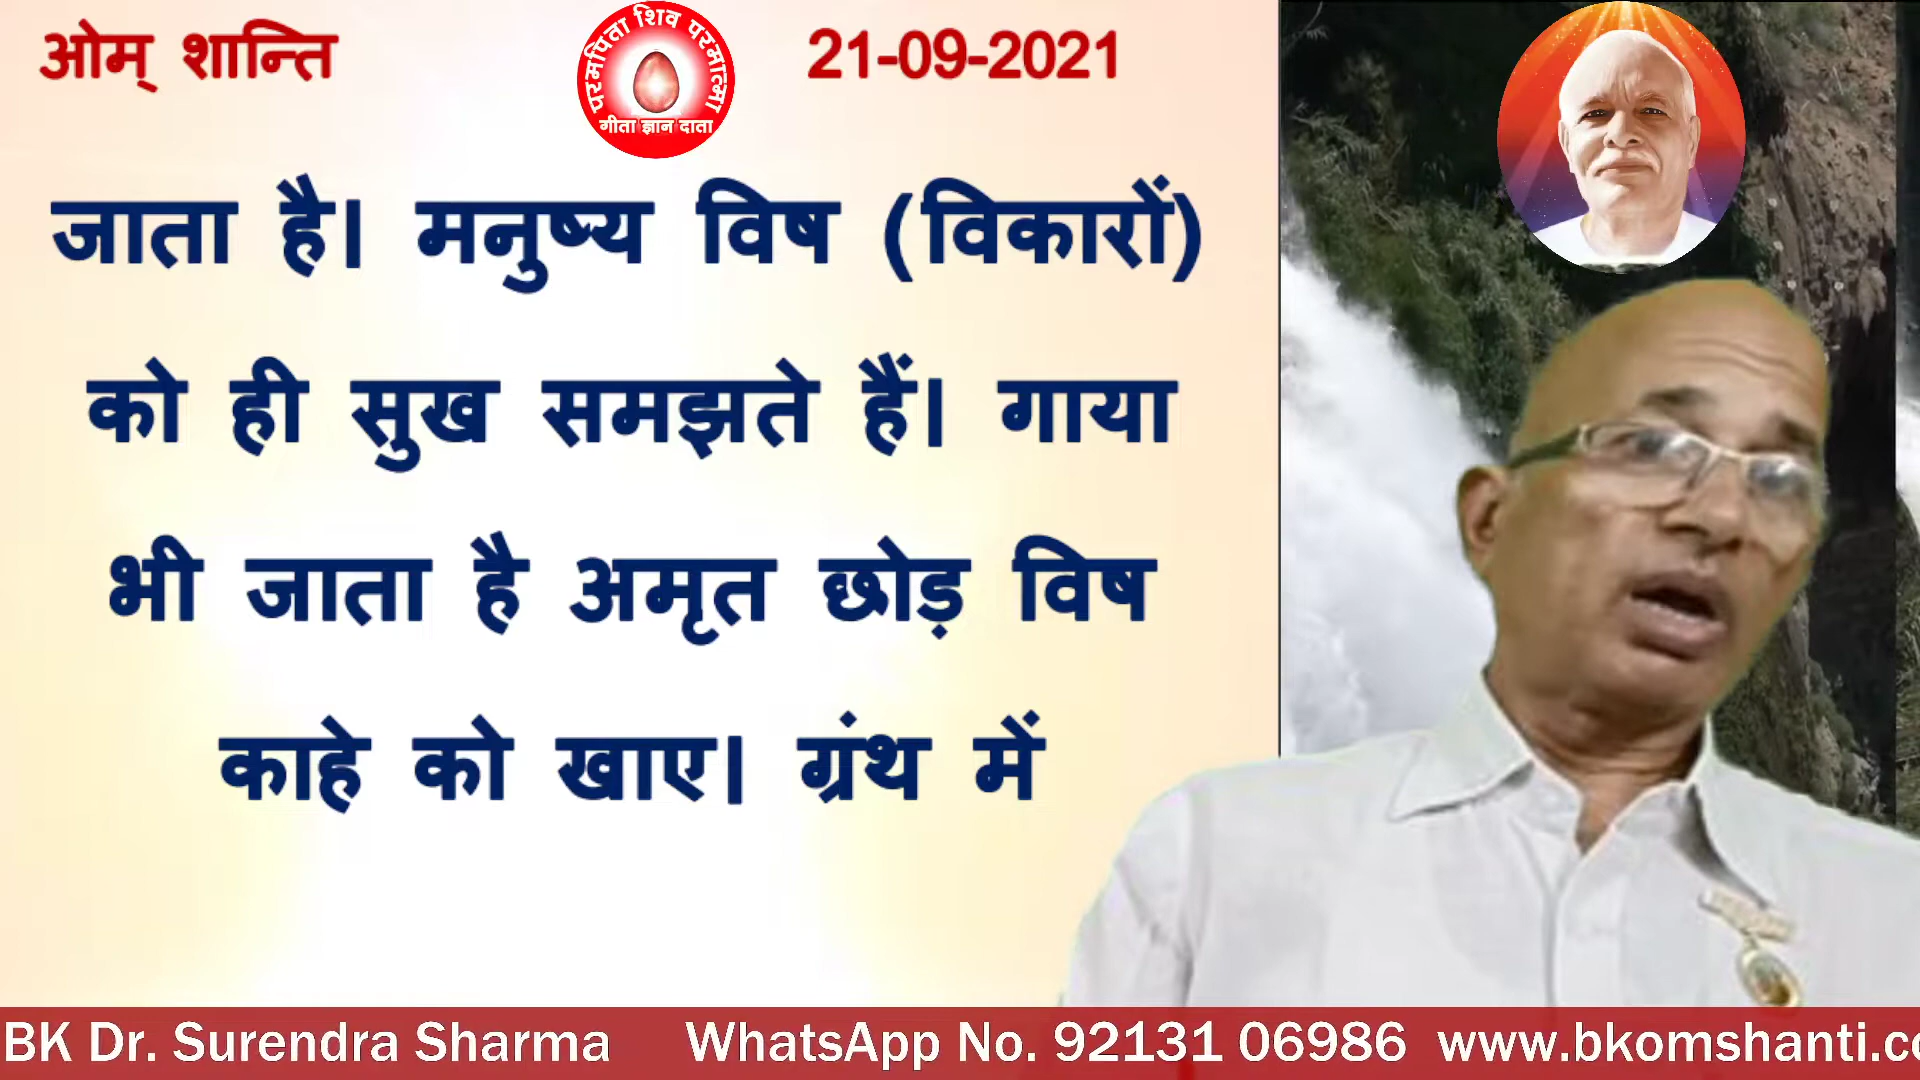 ओम् शान्ति
परमपिता शिव परमात्मा
गीता ज्ञान दाता
21-09-2021
जाता है। मनुष्य विष (विकारों)
को ही सुख समझते हैं। गाया
भी जाता है अमृत छोड़ विष
काहे को खाए। ग्रंथ में
BK Dr. Surendra Sharma WhatsApp No. 92131 06986 www.bkomshanti.co